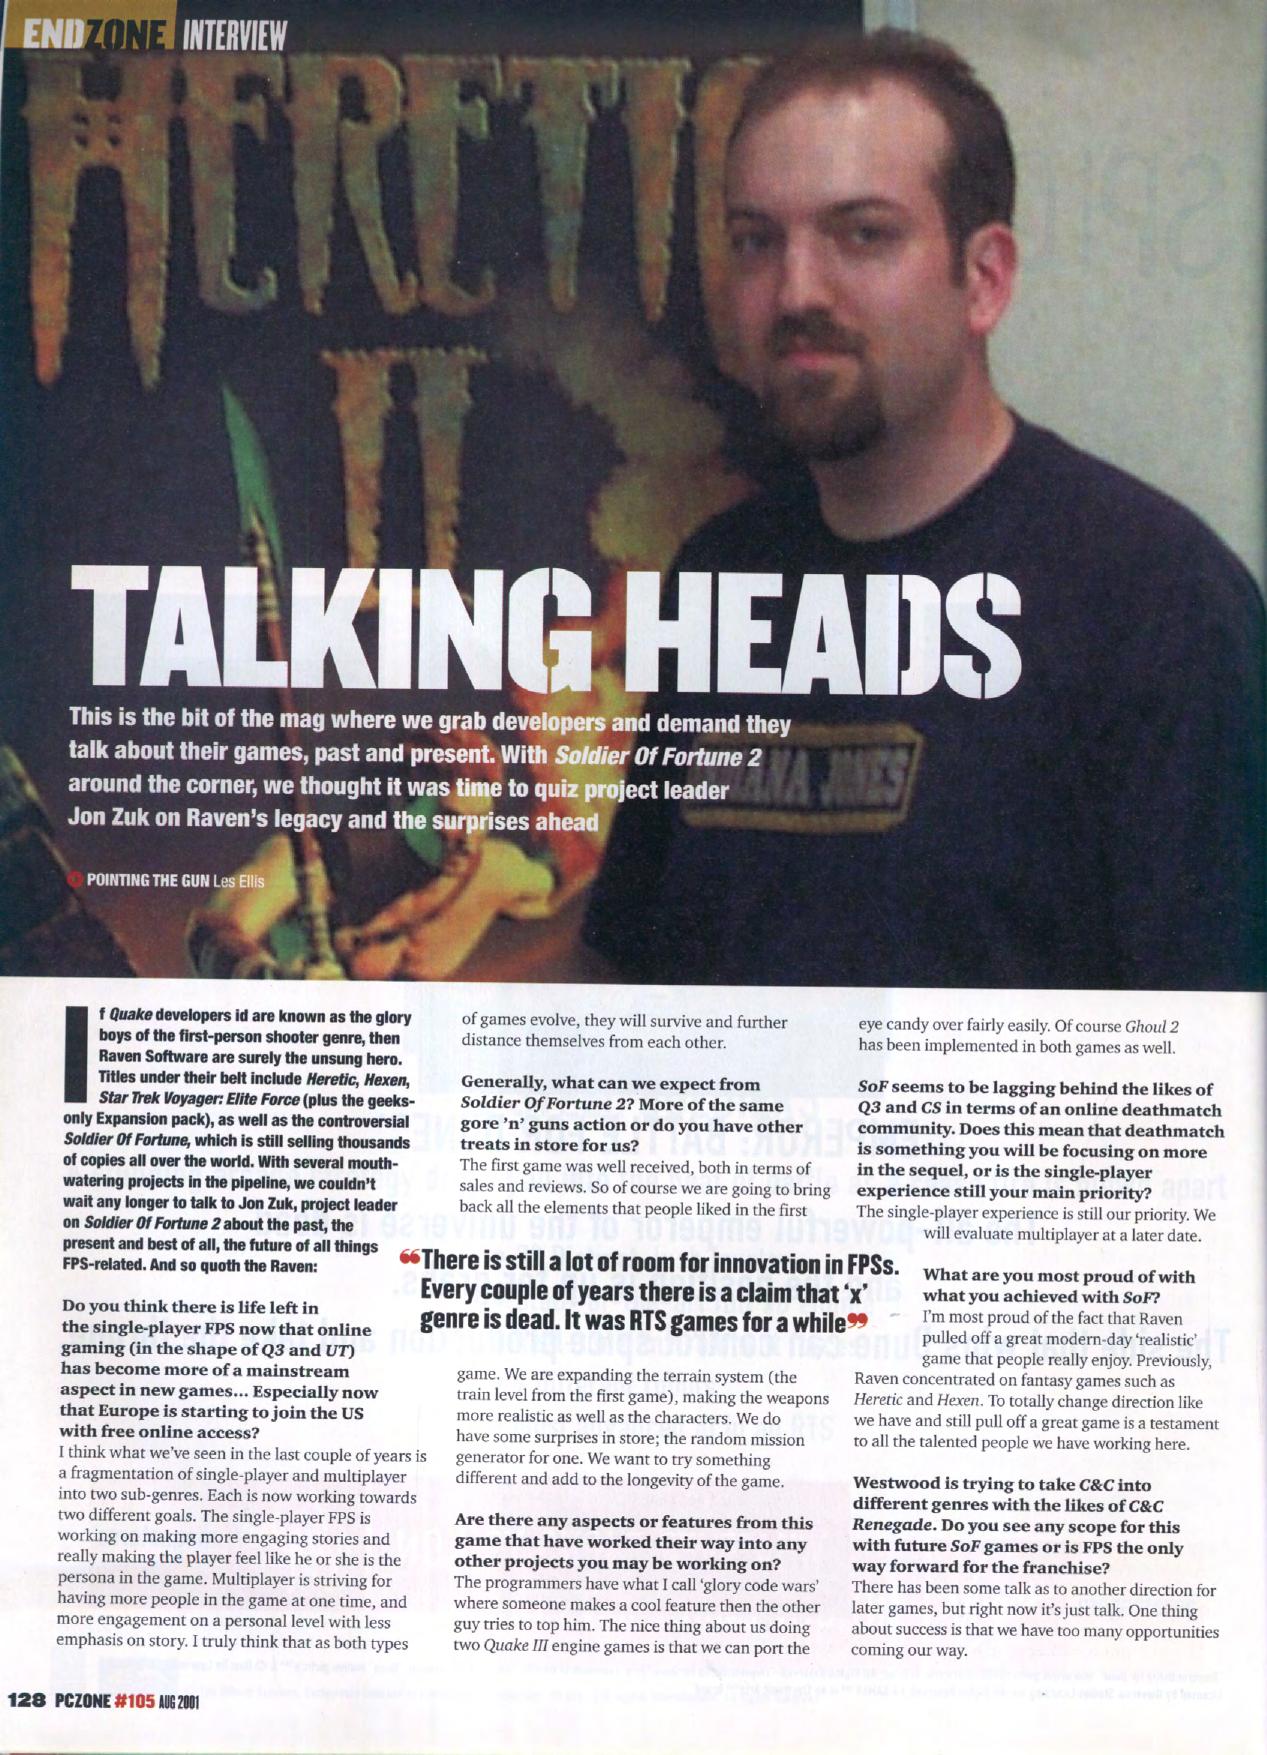 ENDZONE INTERVIEW
HERETIC
II
INDIANA JONES
TALKING HEADS
This is the bit of the mag where we grab developers and demand they
talk about their games, past and present. With Soldier Of Fortune 2
around the corner, we thought it was time to quiz project leader
Jon Zuk on Raven's legacy and the surprises ahead
POINTING THE GUN Les Ellis
If Quake developers id are known as the glory
boys of the first-person shooter genre, then
Raven Software are surely the unsung hero.
Titles under their belt include Heretic, Hexen,
Star Trek Voyager: Elite Force (plus the geeks-
only Expansion pack), as well as the controversial
Soldier Of Fortune, which is still selling thousands
of copies all over the world. With several mouth-
watering projects in the pipeline, we couldn't
wait any longer to talk to Jon Zuk, project leader
on Soldier Of Fortune 2 about the past, the
present and best of all, the future of all things
FPS-related. And so quoth the Raven:
Do you think there is life left in
the single-player FPS now that online
gaming (in the shape of Q3 and UT)
has become more of a mainstream
aspect in new games... Especially now
that Europe is starting to join the US
with free online access?
I think what we've seen in the last couple of years is
a fragmentation of single-player and multiplayer
into two sub-genres. Each is now working towards
two different goals. The single-player FPS is
working on making more engaging stories and
really making the player feel like he or she is the
persona in the game. Multiplayer is striving for
having more people in the game at one time, and
more engagement on a personal level with less
emphasis on story. I truly think that as both types
of games evolve, they will survive and further
distance themselves from each other.
Generally, what can we expect from
Soldier Of Fortune 2? More of the same
gore 'n' guns action or do you have other
treats in store for us?
The first game was well received, both in terms of
sales and reviews. So of course we are going to bring
back all the elements that people liked in the first
“There is still a lot of room for innovation in FPSs.
Every couple of years there is a claim that 'x'
genre is dead. It was RTS games for a while”
game. We are expanding the terrain system (the
train level from the first game), making the weapons
more realistic as well as the characters. We do
have some surprises in store; the random mission
generator for one. We want to try something
different and add to the longevity of the game.
Are there any aspects or features from this
game that have worked their way into any
other projects you may be working on?
The programmers have what I call 'glory code wars'
where someone makes a cool feature then the other
guy tries to top him. The nice thing about us doing
two Quake III engine games is that we can port the
eye candy over fairly easily. Of course Ghoul 2
has been implemented in both games as well.
SoF seems to be lagging behind the likes of
Q3 and CS in terms of an online deathmatch
community. Does this mean that deathmatch
is something you will be focusing on more
in the sequel, or is the single-player
experience still your main priority?
The single-player experience is still our priority. We
will evaluate multiplayer at a later date.
What are you most proud of with
what you achieved with SoF?
I'm most proud of the fact that Raven
pulled off a great modern-day 'realistic'
game that people really enjoy. Previously,
Raven concentrated on fantasy games such as
Heretic and Hexen. To totally change direction like
we have and still pull off a great game is a testament
to all the talented people we have working here.
Westwood is trying to take C&C into
different genres with the likes of C&C
Renegade. Do you see any scope for this
with future SoF games or is FPS the only
way forward for the franchise?
There has been some talk as to another direction for
later games, but right now it's just talk. One thing
about success is that we have too many opportunities
coming our way.
128 PCZONE #105 AUG 2001